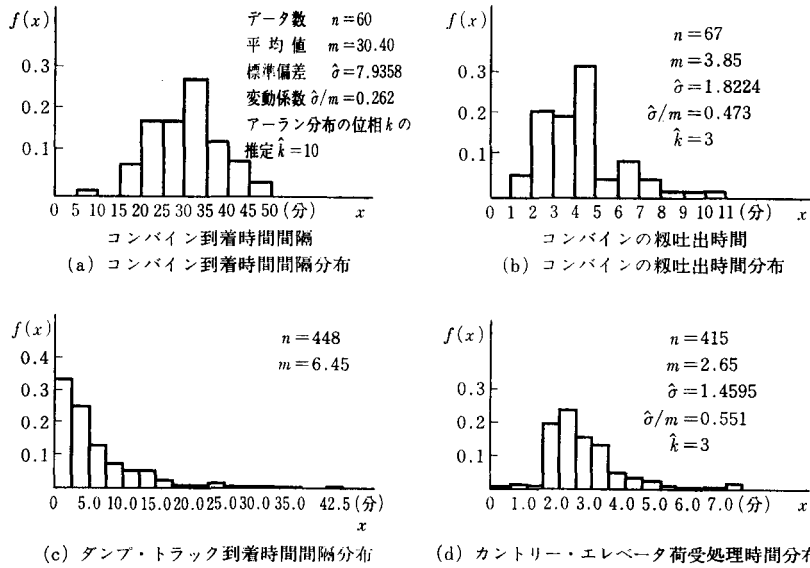 f(x)
データ数 n=60
平均値 m=30.40
標準偏差 σ̂=7.9358
変動係数 σ̂/m=0.262
アーラン分布の位相kの
推定 k̂=10
0.3
0.2
0.1
0 5 10 15 20 25 30 35 40 45 50 (分) x
コンバイン到着時間間隔
(a) コンバイン到着時間間隔分布
f(x)
n=67
m=3.85
σ̂=1.8224
σ̂/m=0.473
k̂=3
0.3
0.2
0.1
0 1 2 3 4 5 6 7 8 9 10 11 (分) x
コンバインの籾吐出時間
(b) コンバインの籾吐出時間分布
f(x)
n=448
m=6.45
0.4
0.3
0.2
0.1
0 5.0 10.0 15.0 20.0 25.0 30.0 35.0 42.5 (分)
x
(c) ダンプ・トラック到着時間間隔分布
f(x)
n=415
m=2.65
σ̂=1.4595
σ̂/m=0.551
k̂=3
0.3
0.2
0.1
0 1.0 2.0 3.0 4.0 5.0 6.0 7.0 (分) x
(d) カントリー・エレベータ荷受処理時間分布